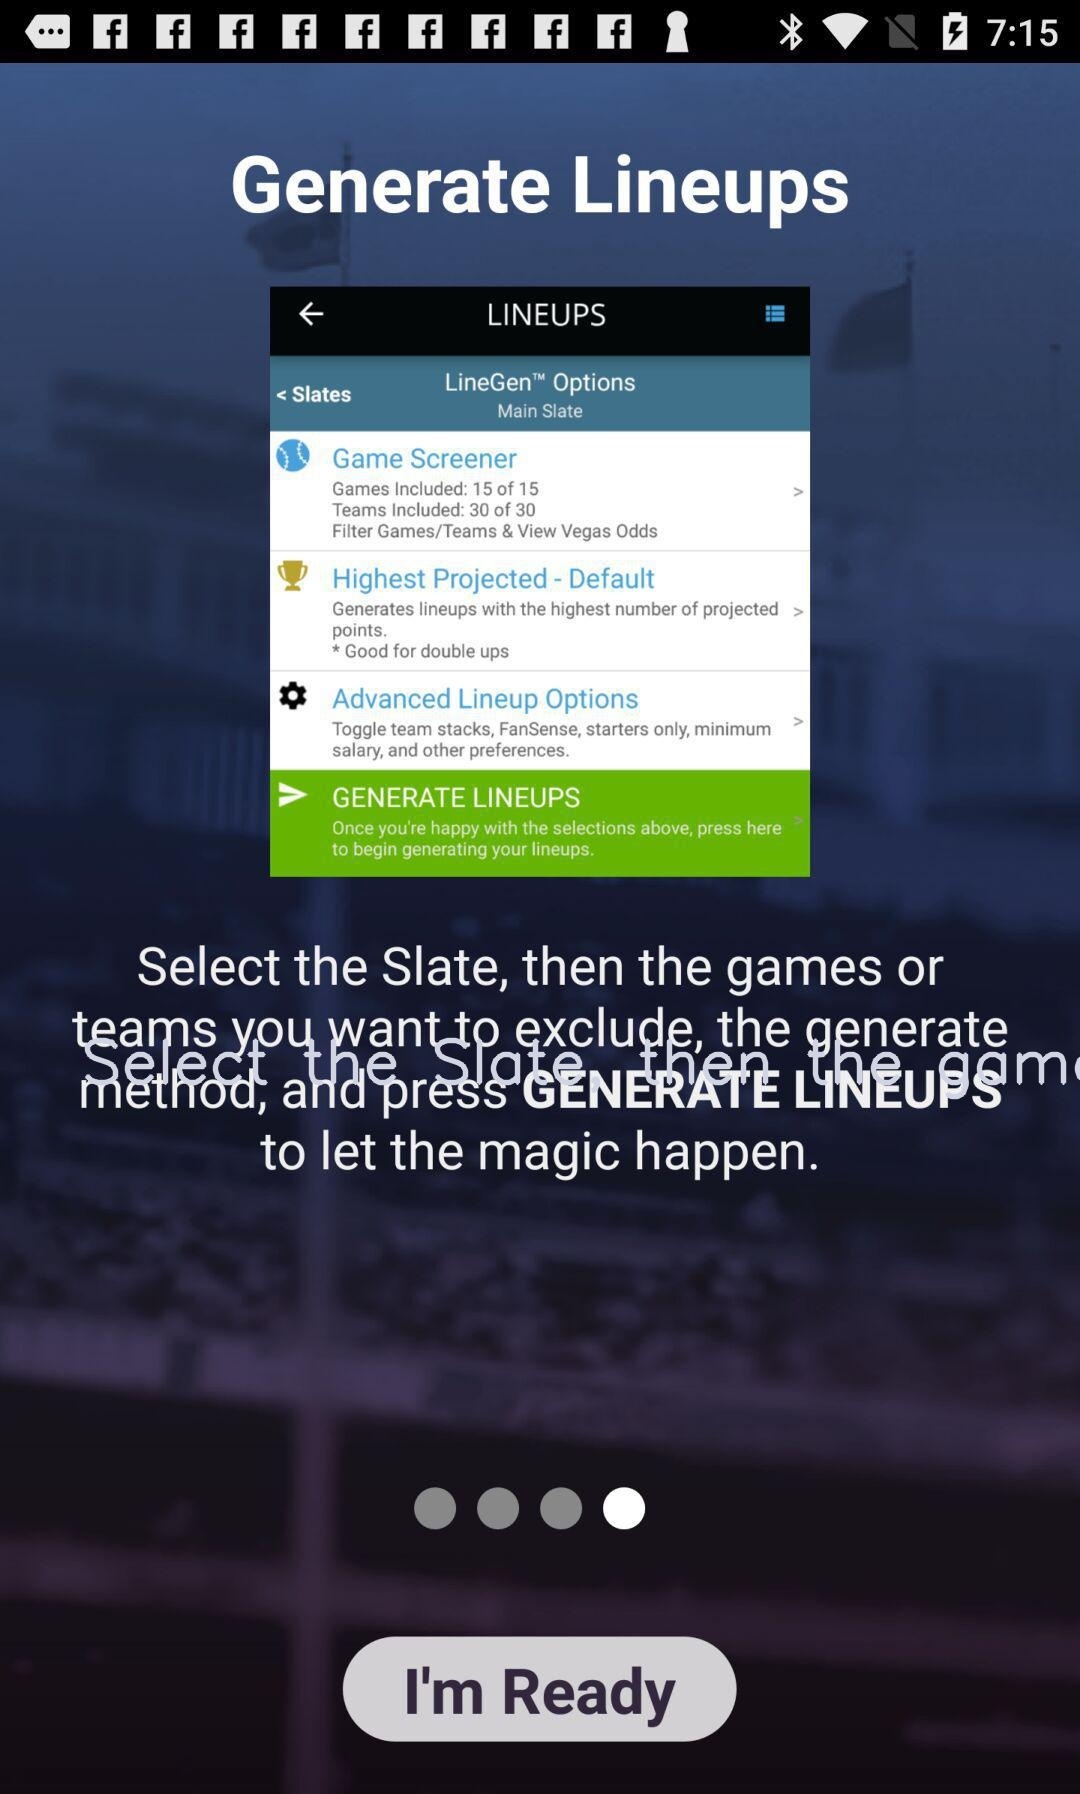 7:15
Generate Lineups
LINEUPS
< Slates
LineGen™ Options
Main Slate
Game Screener
Games Included: 15 of 15
Teams Included: 30 of 30
Filter Games/Teams & View Vegas Odds
>
Highest Projected - Default
Generates lineups with the highest number of projected
points.
* Good for double ups
>
Advanced Lineup Options
Toggle team stacks, FanSense, starters only, minimum
salary, and other preferences.
>
GENERATE LINEUPS
Once you're happy with the selections above, press here
to begin generating your lineups.
>
Select the Slate, then the games or
teams you want to exclude, the generate
Select the Slate, then the game
method, and press GENERATE LINEUPS
to let the magic happen.
I'm Ready